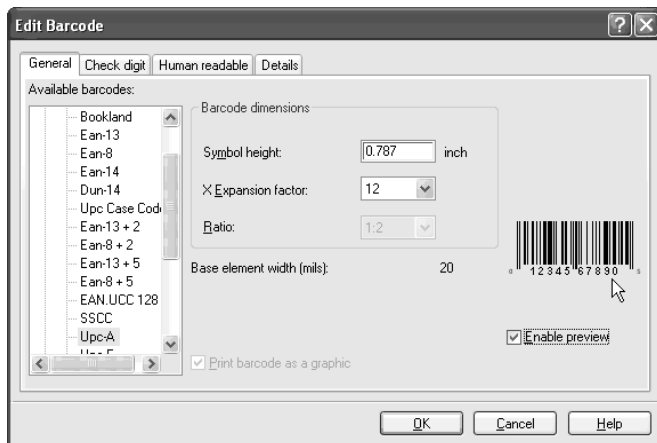 Edit Barcode
General Check digit Human readable Details
Available barcodes:
Bookland
Ean-13
Ean-8
Ean-14
Dun-14
Upc Case Code
Ean-13 + 2
Ean-8 + 2
Ean-13 + 5
Ean-8 + 5
EAN.UCC 128
SSCC
Upc-A
Barcode dimensions
Symbol height: 0.787 inch
X Expansion factor: 12
Ratio: 1:2
Base element width (mils): 20
0 12345 67890 5
Enable preview
Print barcode as a graphic
OK Cancel Help